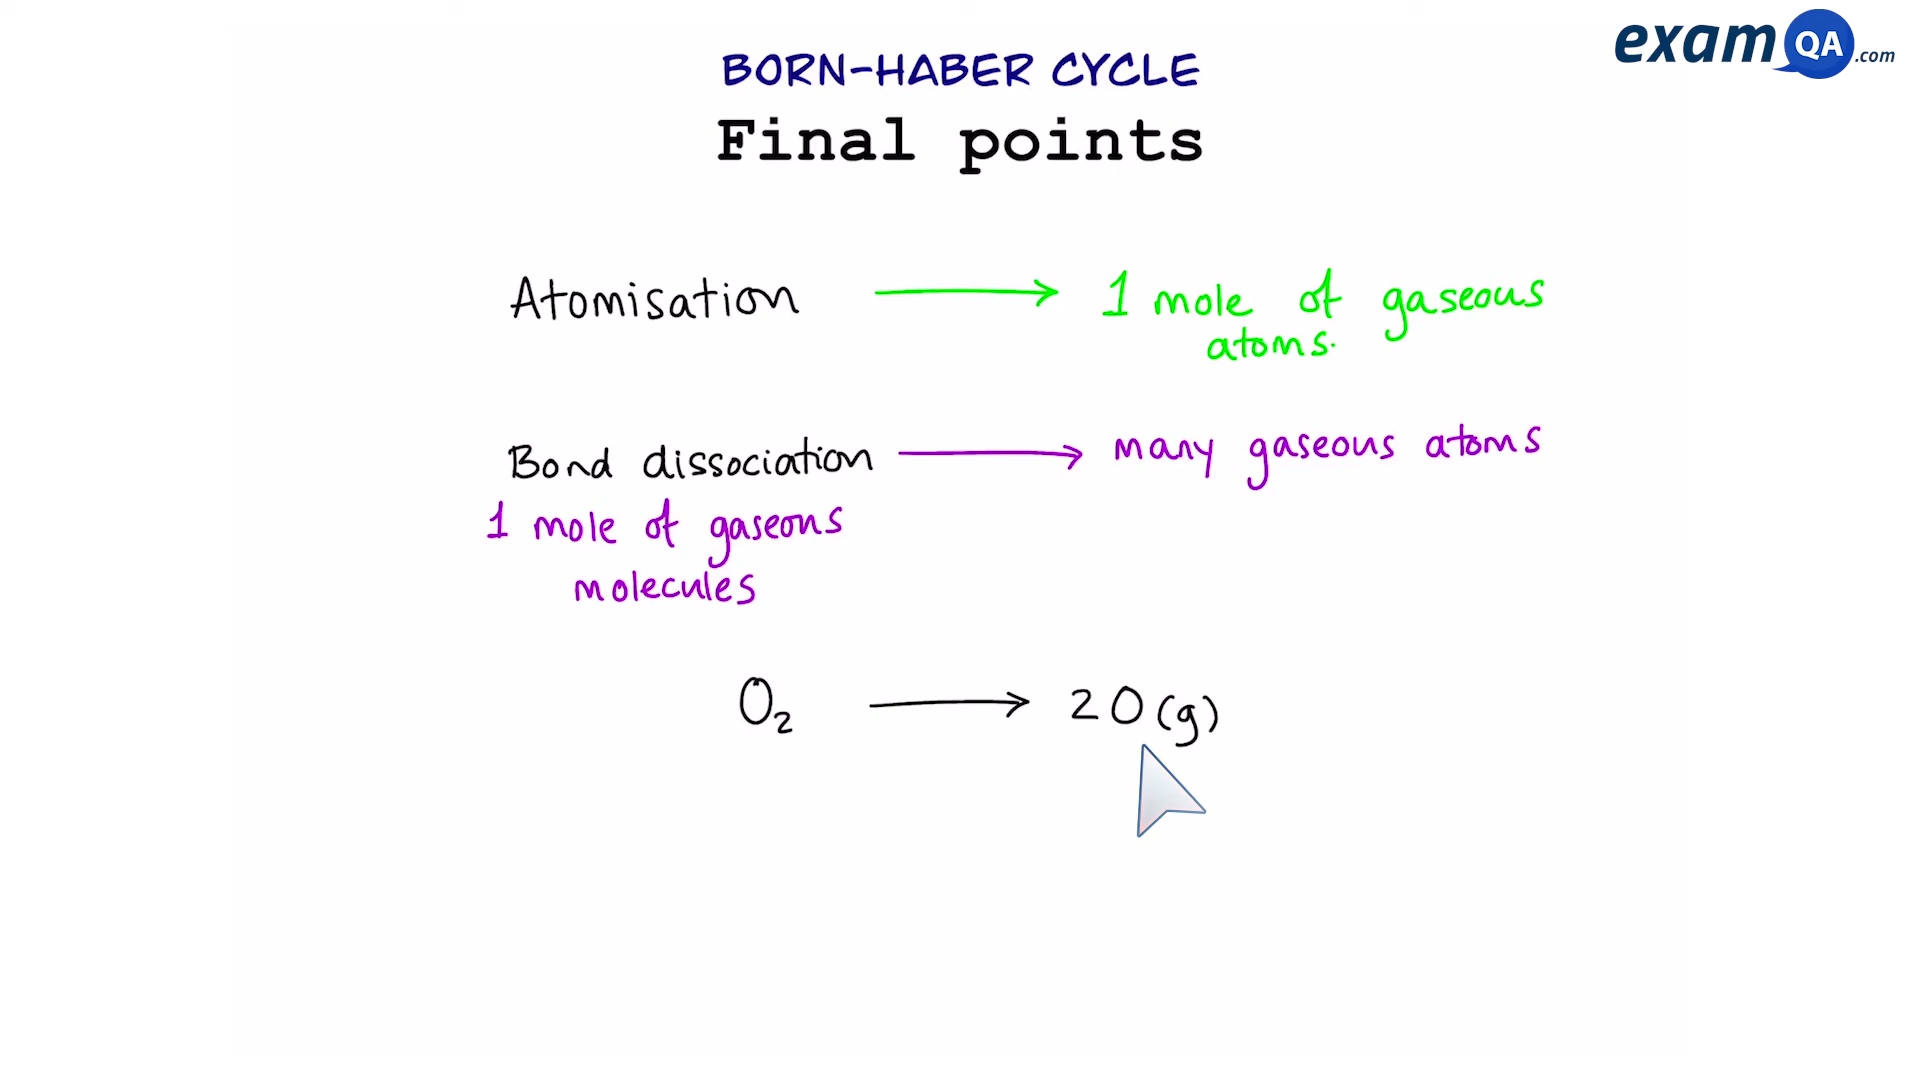 examQA.com
BORN-HABER CYCLE
Final points
Atomisation → 1 mole of gaseous
atoms.
Bond dissociation → many gaseous atoms
1 mole of gaseous
molecules
O₂ → 2O(g)